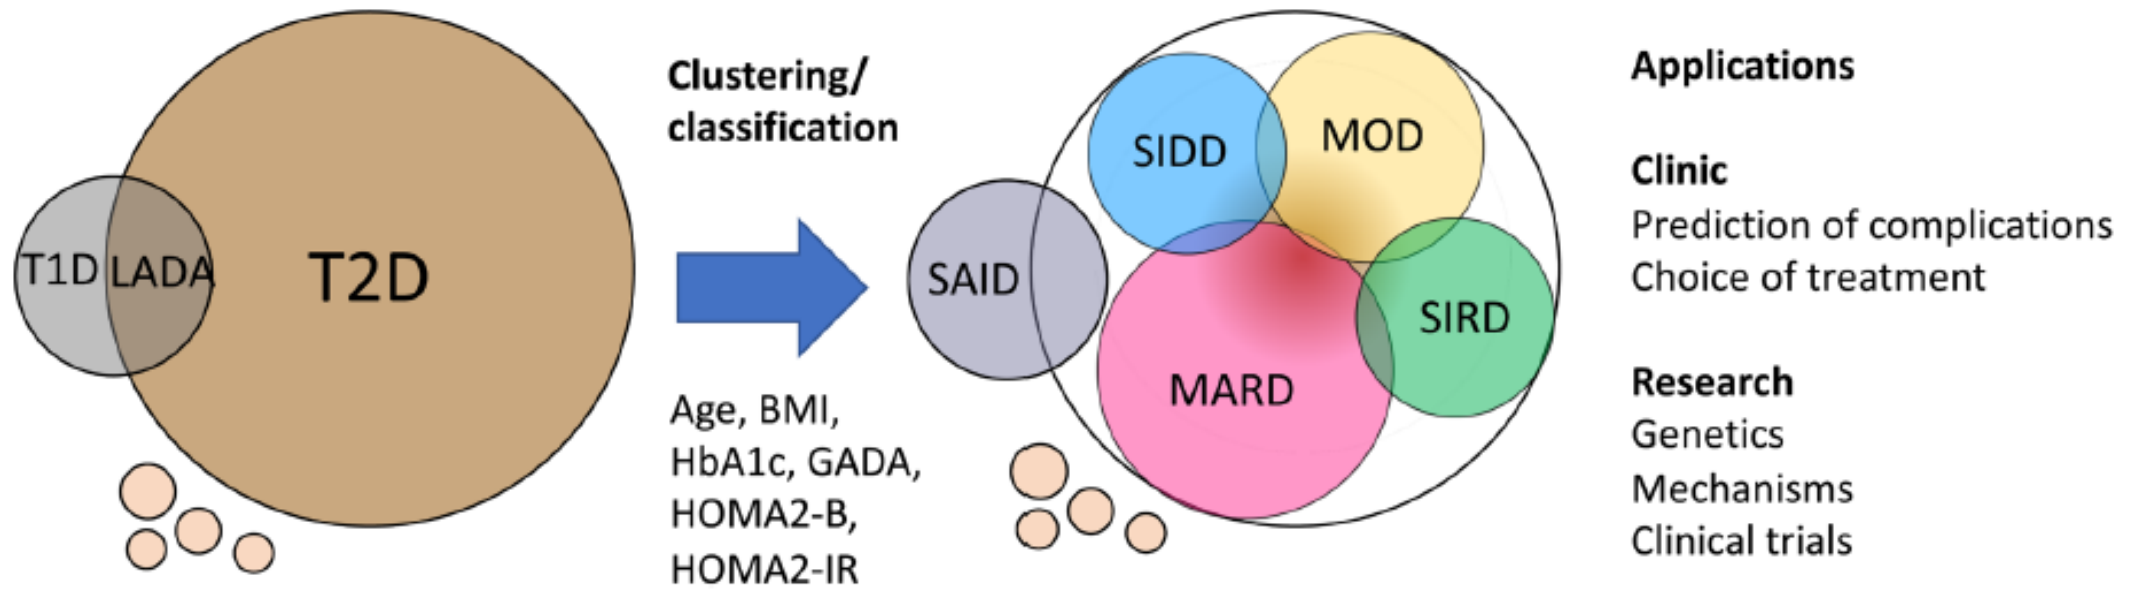 T1D
LADA
T2D
Clustering/
classification
Age, BMI,
HbA1c, GADA,
HOMA2-B,
HOMA2-IR
SAID
SIDD
MOD
MARD
SIRD
Applications
Clinic
Prediction of complications
Choice of treatment
Research
Genetics
Mechanisms
Clinical trials